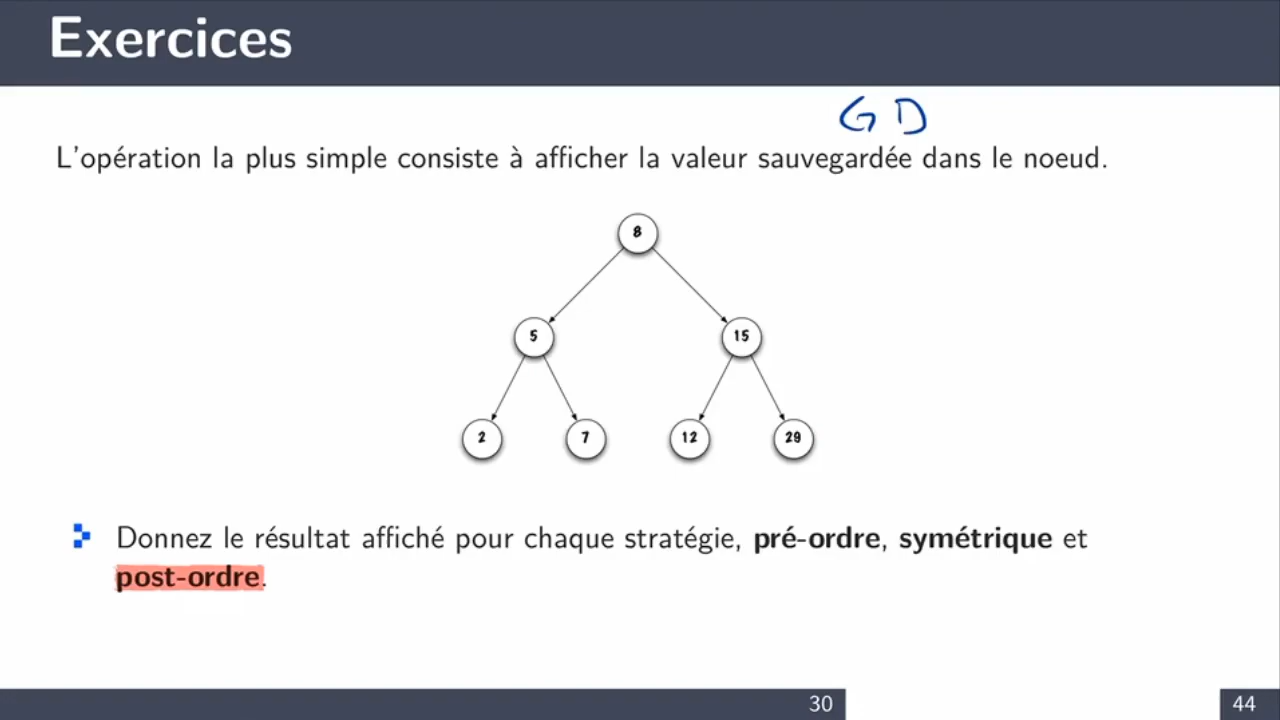 Exercices
G D
L'opération la plus simple consiste à afficher la valeur sauvegardée dans le noeud.
8
5 15
2 7 12 29
Donnez le résultat affiché pour chaque stratégie, pré-ordre, symétrique et
post-ordre.
30 44